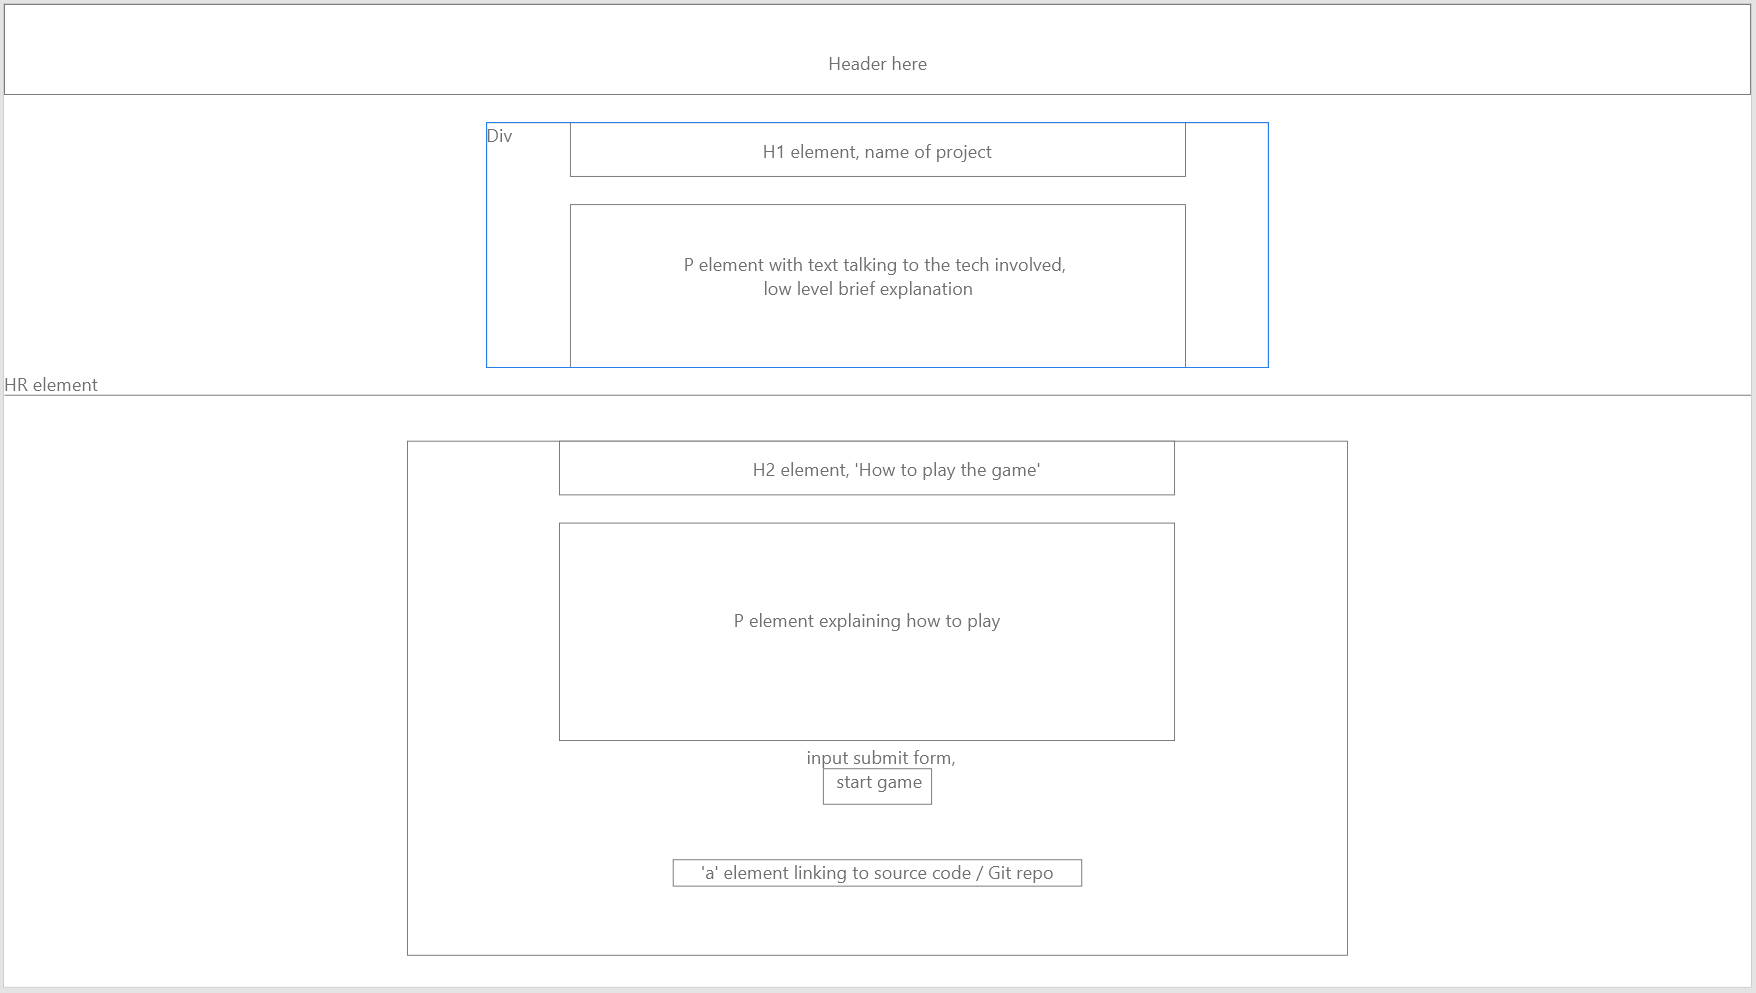 Header here
Div
H1 element, name of project
P element with text talking to the tech involved,
low level brief explanation
HR element
H2 element, 'How to play the game'
P element explaining how to play
input submit form,
start game
'a' element linking to source code / Git repo